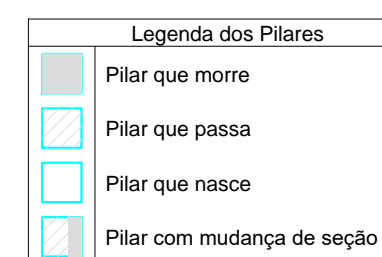 Legenda dos Pilares
Pilar que morre
Pilar que passa
Pilar que nasce
Pilar com mudança de seção